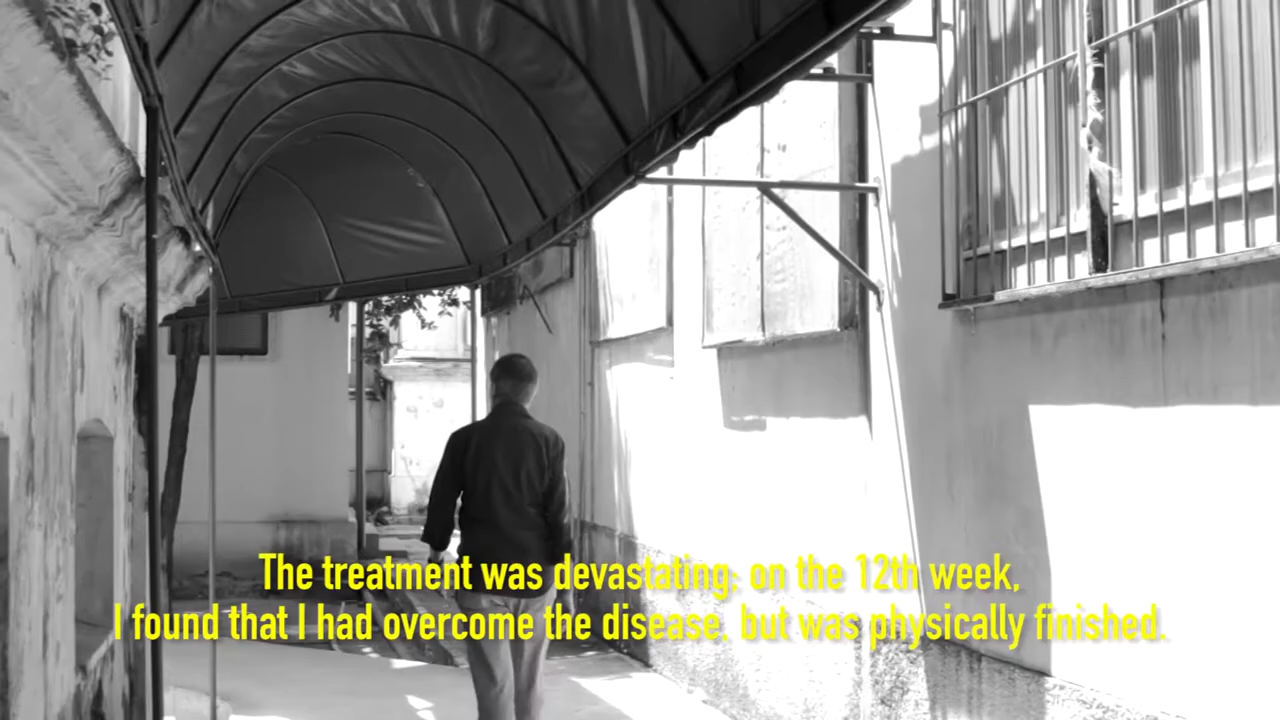 The treatment was devastating; on the 12th week,
I found that I had overcome the disease, but was physically finished.